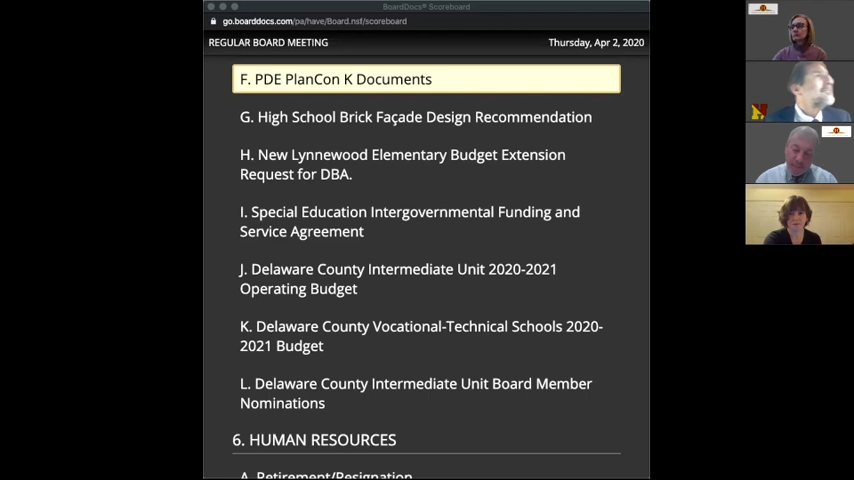 BoardDocs® Scoreboard
go.boarddocs.com/pa/have/Board.nsf/scoreboard
REGULAR BOARD MEETING
Thursday, Apr 2, 2020
F. PDE PlanCon K Documents
G. High School Brick Façade Design Recommendation
H. New Lynnewood Elementary Budget Extension
Request for DBA.
I. Special Education Intergovernmental Funding and
Service Agreement
J. Delaware County Intermediate Unit 2020-2021
Operating Budget
K. Delaware County Vocational-Technical Schools 2020-
2021 Budget
L. Delaware County Intermediate Unit Board Member
Nominations
6. HUMAN RESOURCES
A. Retirement/Resignation